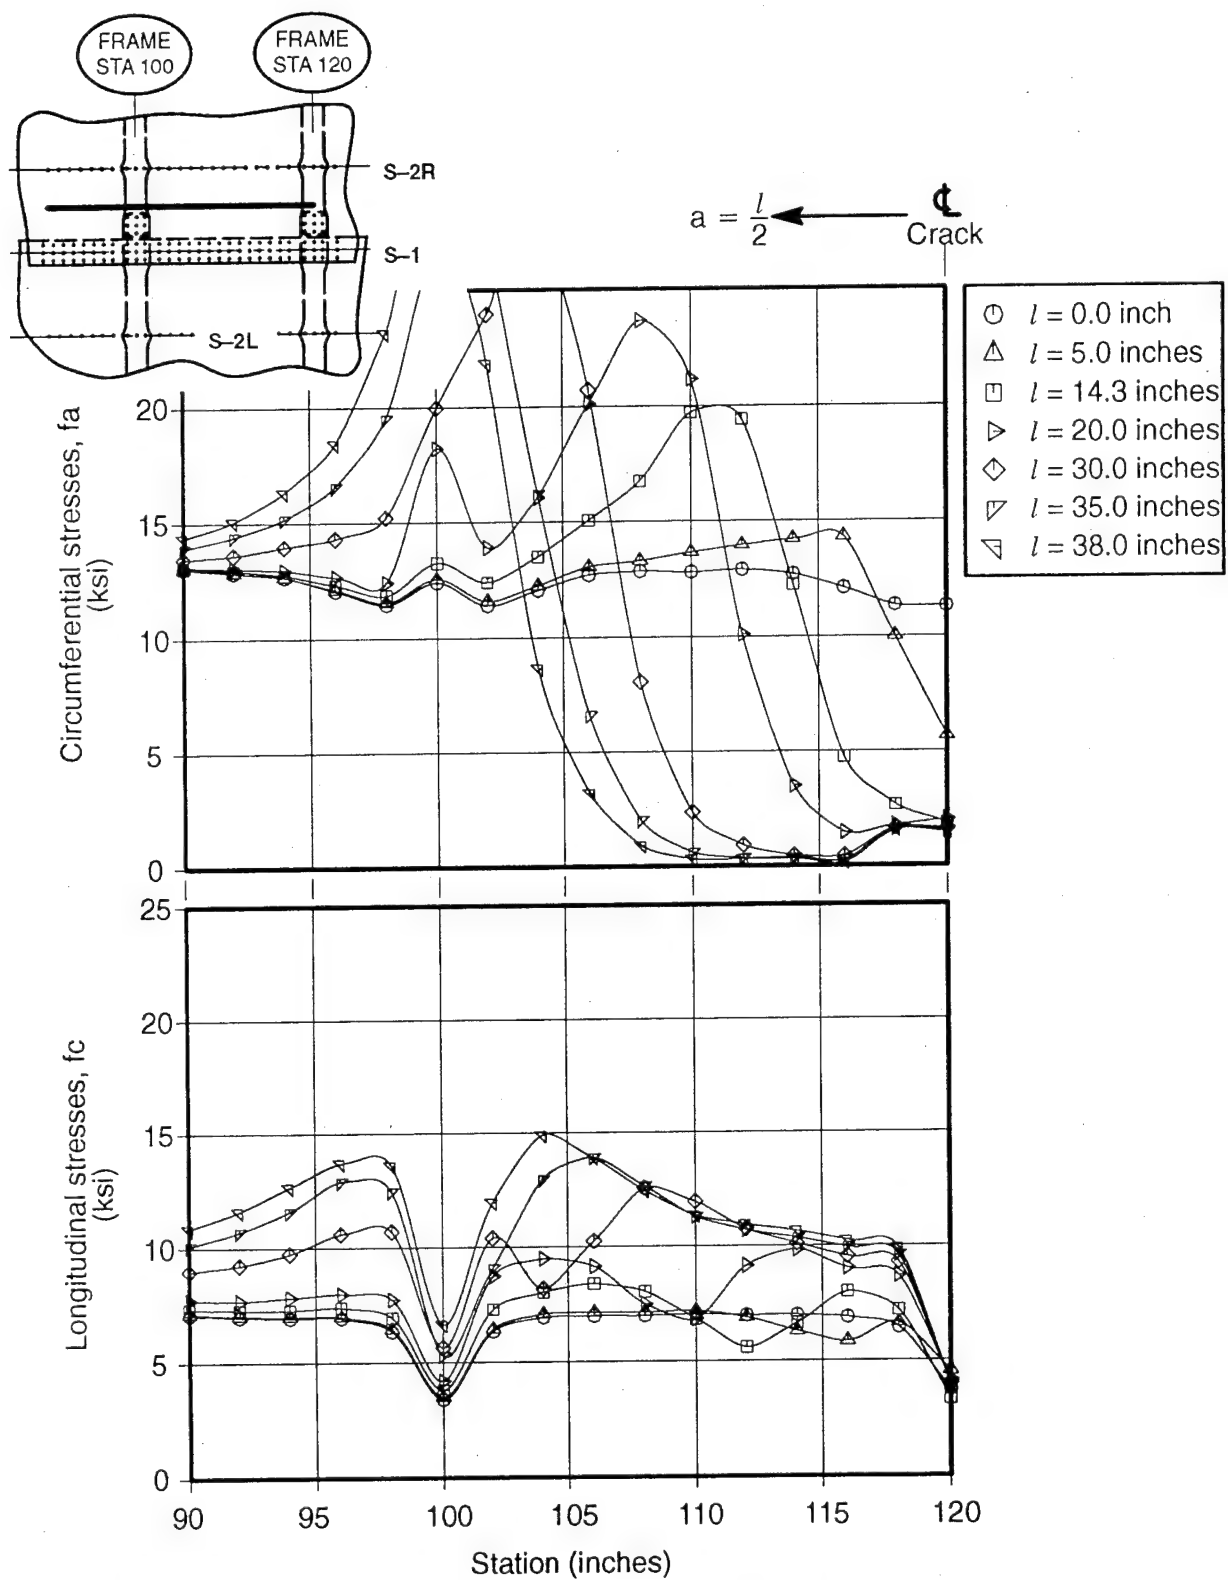 FRAME
STA 100
FRAME
STA 120
S–2R
S–1
S–2L
a = l/2
℄
Crack
l = 0.0 inch
l = 5.0 inches
l = 14.3 inches
l = 20.0 inches
l = 30.0 inches
l = 35.0 inches
l = 38.0 inches
Circumferential stresses, fa
(ksi)
20
15
10
5
0
Longitudinal stresses, fc
(ksi)
25
20
15
10
5
0
90 95 100 105 110 115 120
Station (inches)